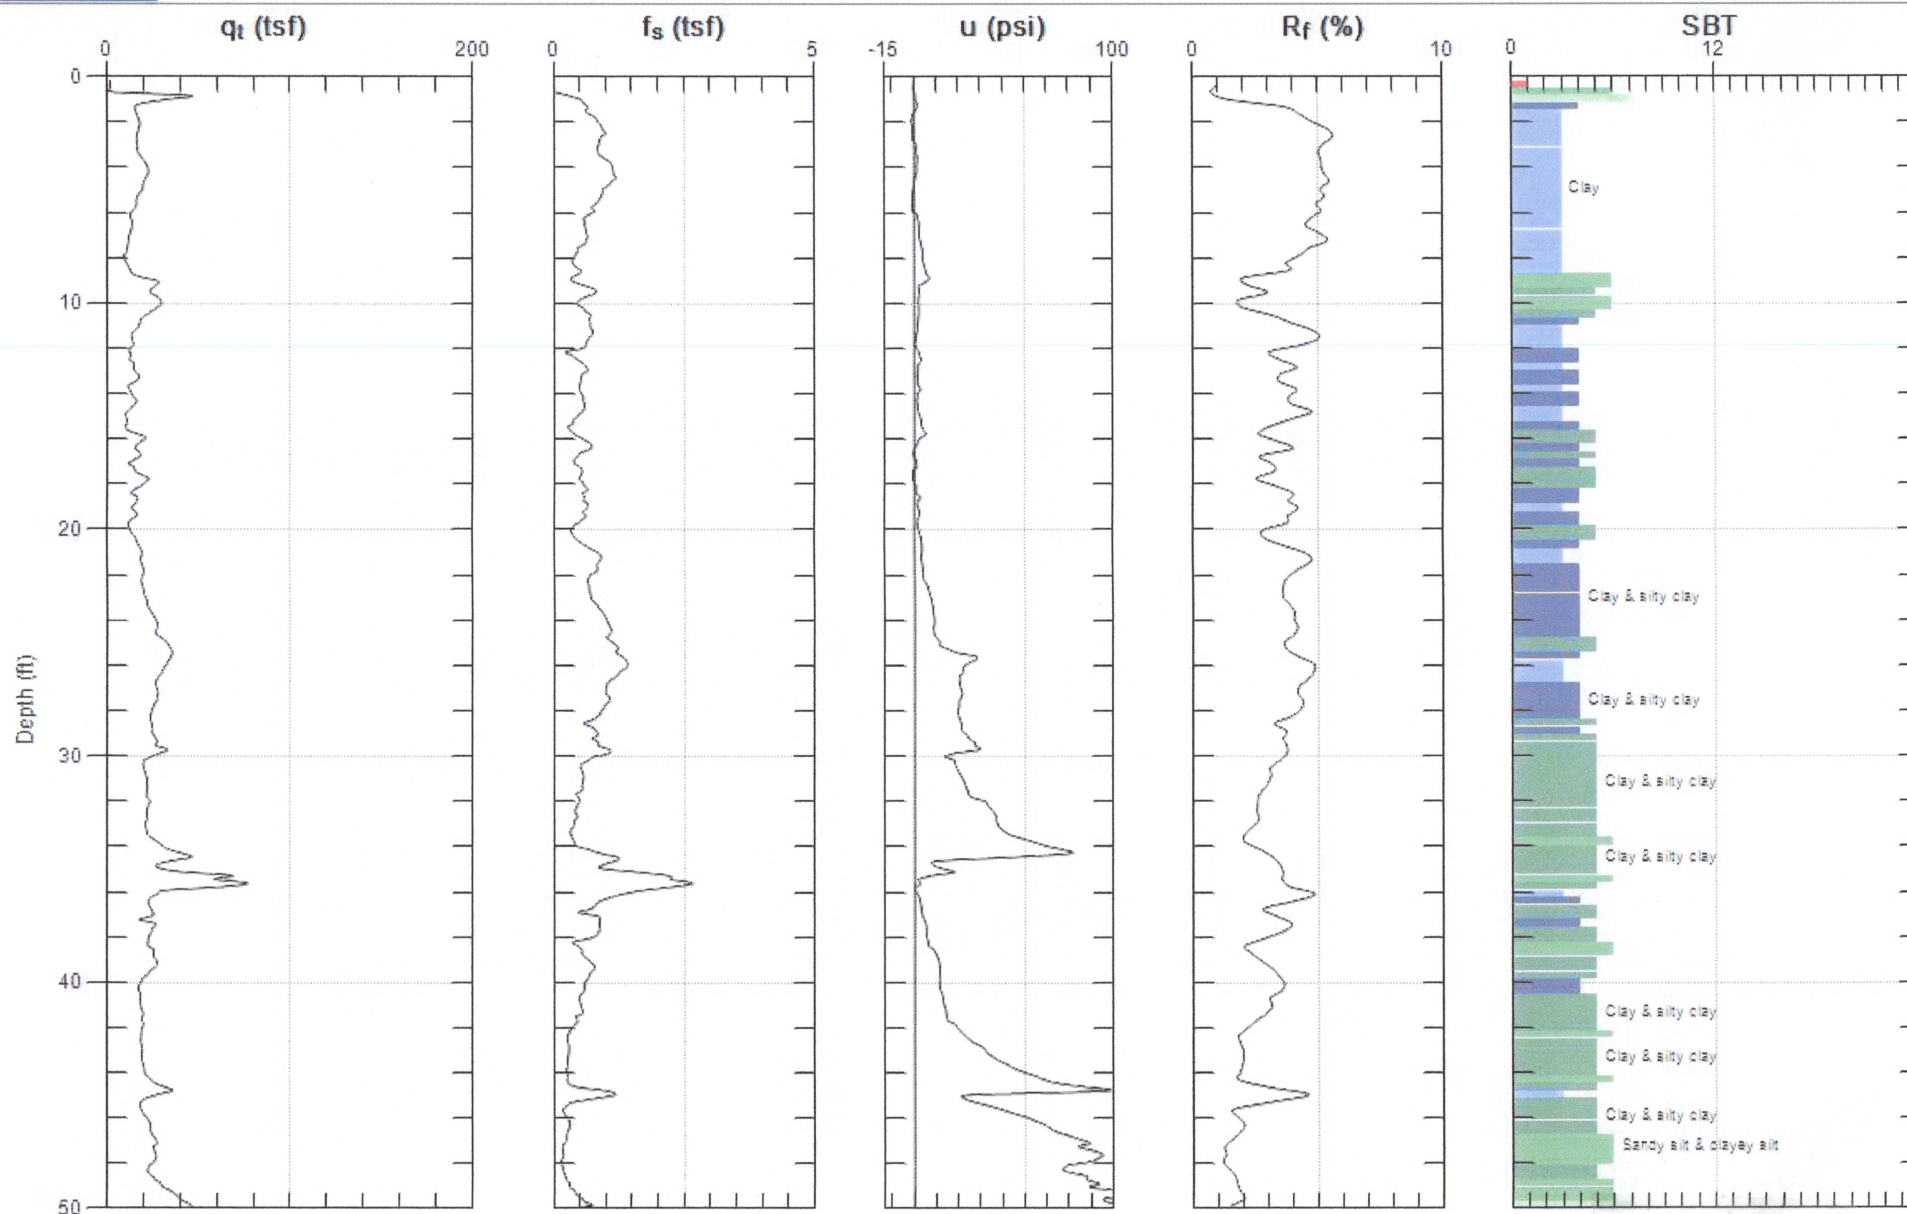 qt (tsf)
fs (tsf)
u (psi)
Rf (%)
SBT
0
200
0
5
-15
100
0
10
0
12
0
Clay
10
20
Clay & silty clay
Depth (ft)
Clay & silty clay
30
Clay & silty clay
Clay & silty clay
40
Clay & silty clay
Clay & silty clay
Clay & silty clay
Sandy silt & clayey silt
50